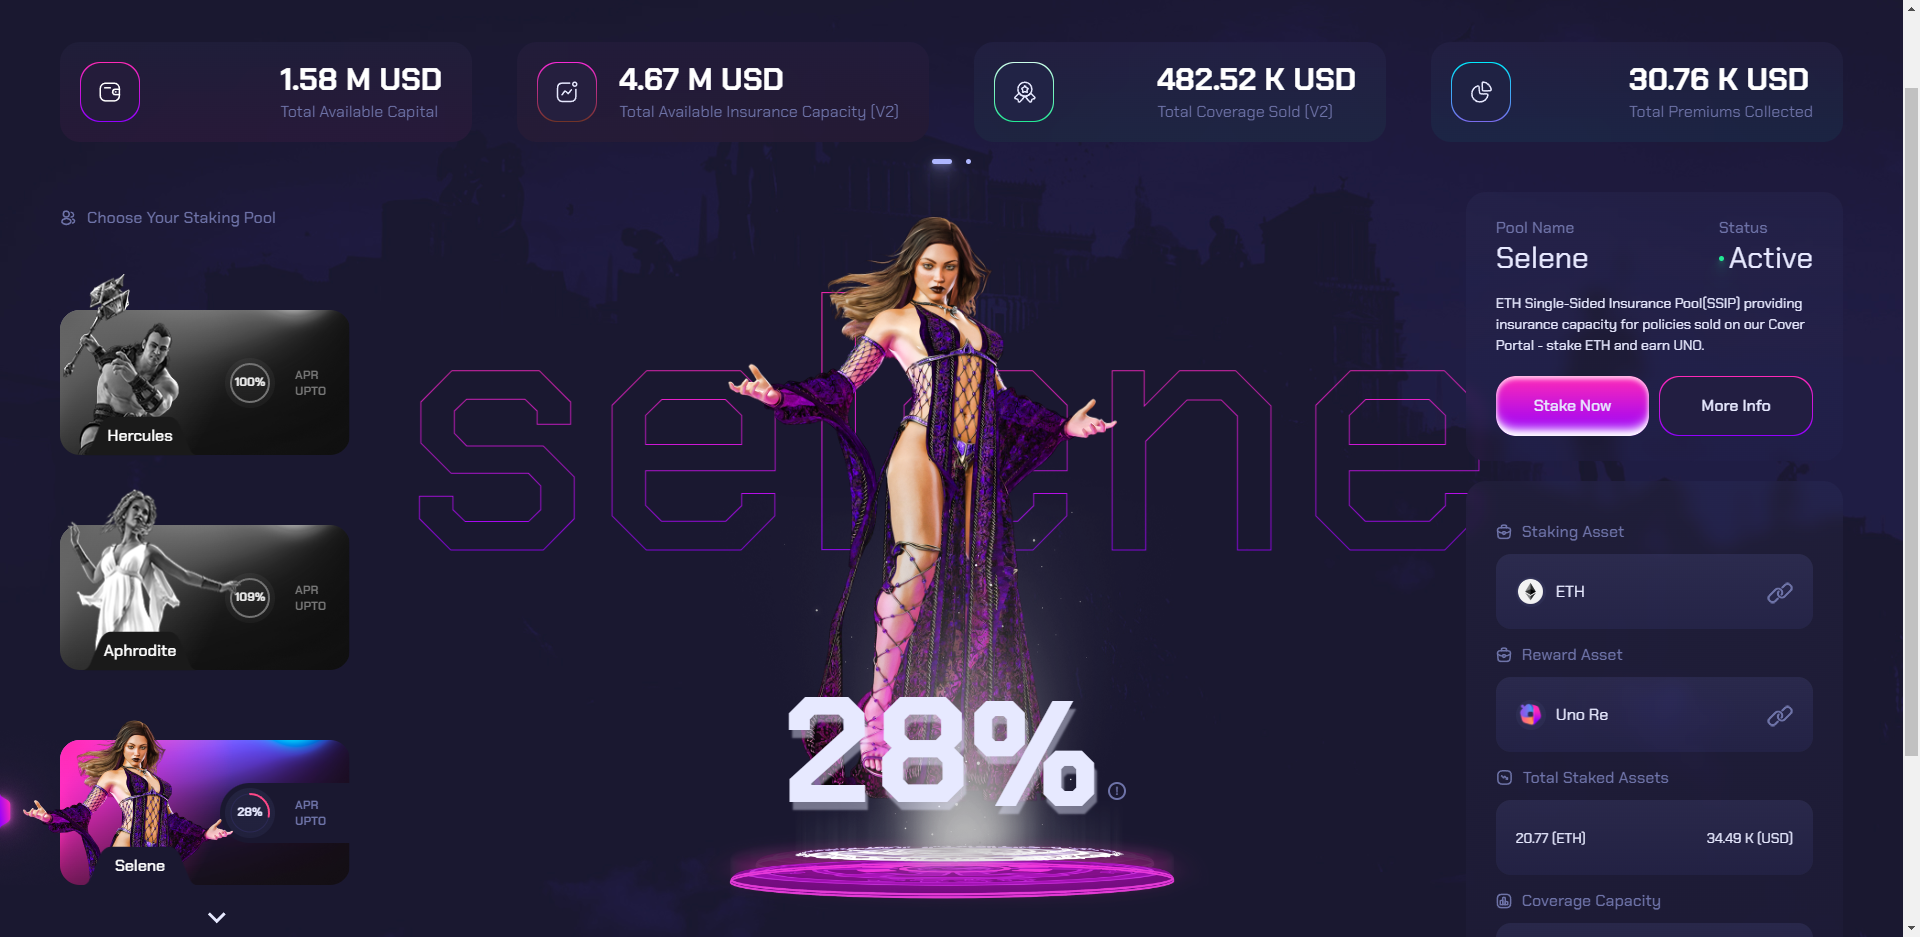 1.58 M USD
Total Available Capital
4.67 M USD
Total Available Insurance Capacity (V2)
482.52 K USD
Total Coverage Sold (V2)
30.76 K USD
Total Premiums Collected
Choose Your Staking Pool
100%
APR
UPTO
Hercules
109%
APR
UPTO
Aphrodite
28%
APR
UPTO
Selene
selene
28%
Pool Name
Selene
Status
Active
ETH Single-Sided Insurance Pool(SSIP) providing
insurance capacity for policies sold on our Cover
Portal - stake ETH and earn UNO.
Stake Now
More Info
Staking Asset
ETH
Reward Asset
Uno Re
Total Staked Assets
20.77 (ETH)
34.49 K (USD)
Coverage Capacity